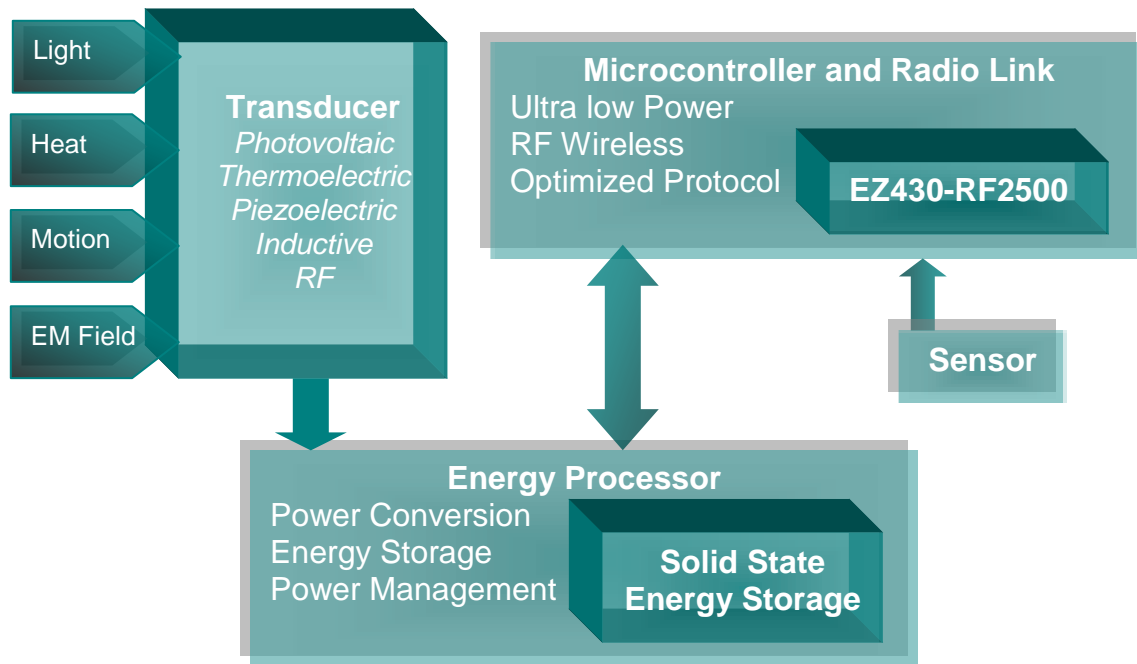 Light
Heat
Motion
EM Field
Transducer
Photovoltaic
Thermoelectric
Piezoelectric
Inductive
RF
Microcontroller and Radio Link
Ultra low Power
RF Wireless
Optimized Protocol
EZ430-RF2500
Sensor
Energy Processor
Power Conversion
Energy Storage
Power Management
Solid State
Energy Storage